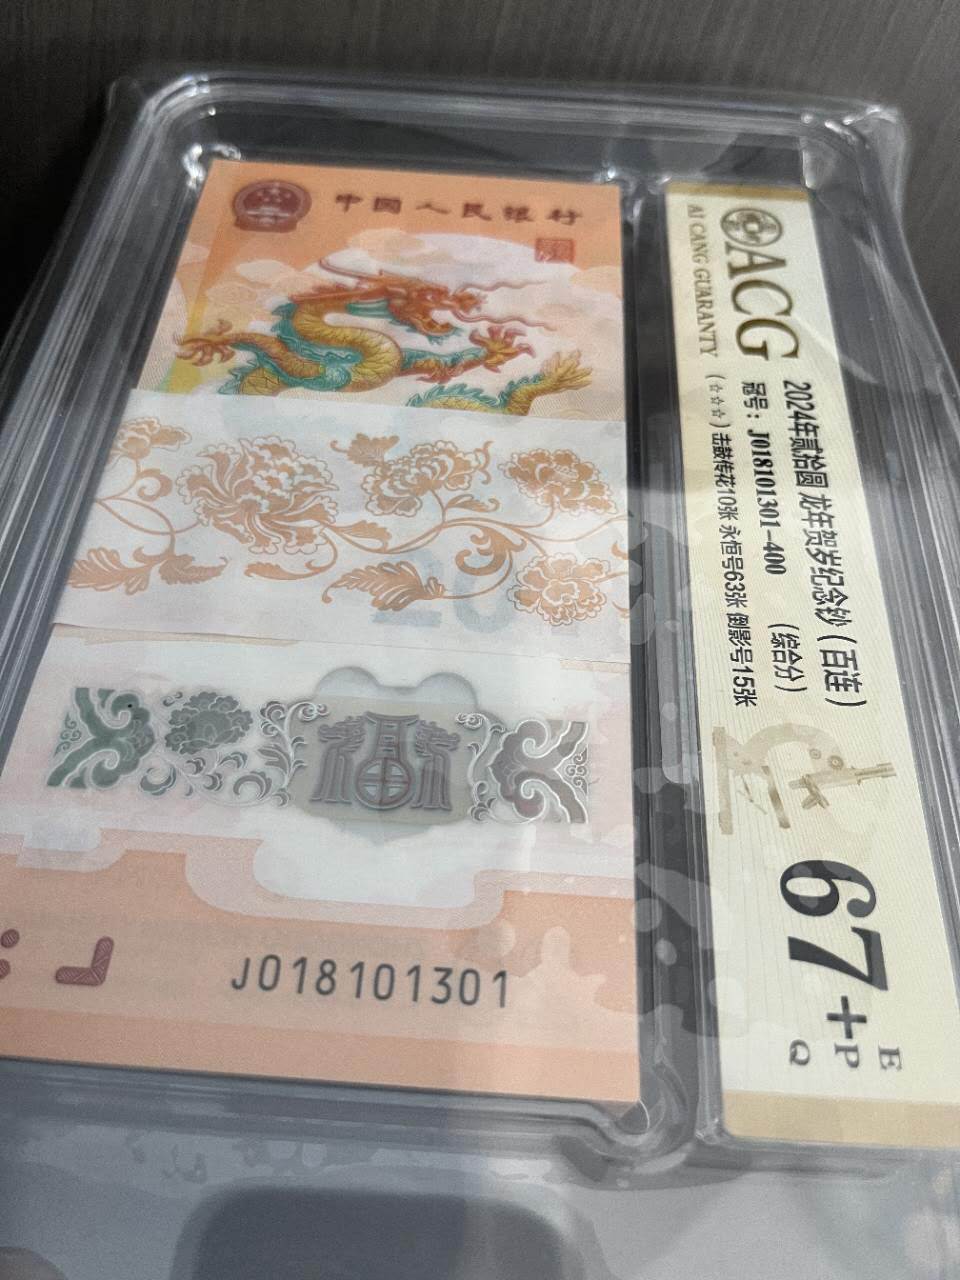 中国人民银行
J018101301
ACG
AI CANG GUARANTY
2024年贰拾圆 龙年贺岁纪念钞（百连）
冠号：J018101301-400 （综合分）
（☆☆☆）击鼓传花10张 永恒号63张 倒影号15张
67+
E
P
Q